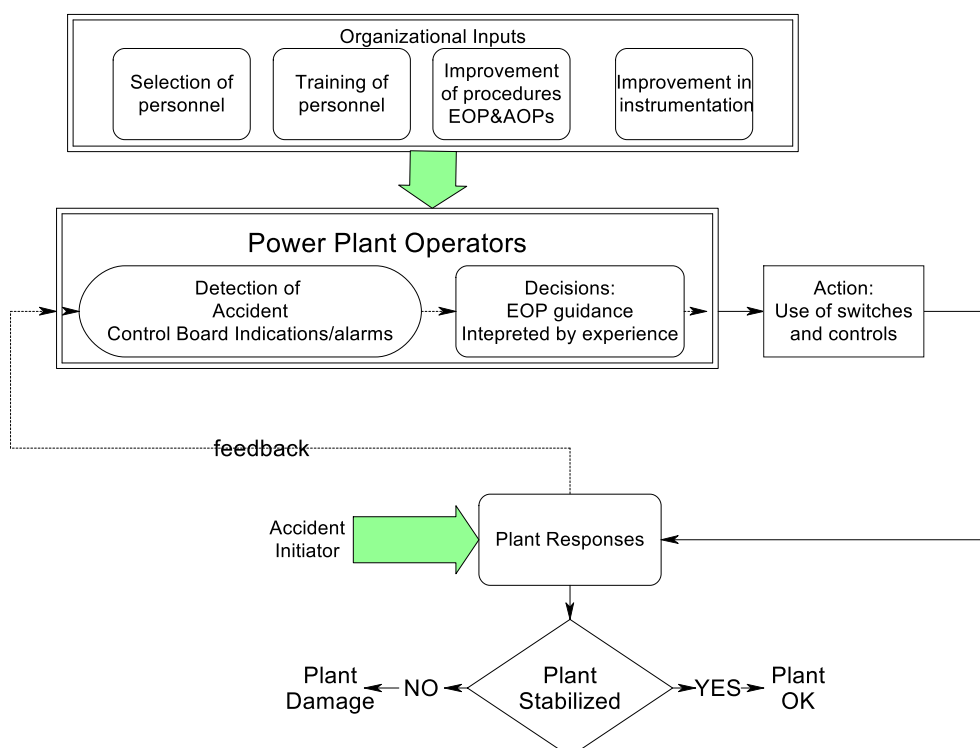 Organizational Inputs
Selection of
personnel
Training of
personnel
Improvement
of procedures
EOP&AOPs
Improvement in
instrumentation
Power Plant Operators
Detection of
Accident
Control Board Indications/alarms
Decisions:
EOP guidance
Intepreted by experience
Action:
Use of switches
and controls
feedback
Accident
Initiator
Plant Responses
Plant
Damage
NO
Plant
Stabilized
YES
Plant
OK